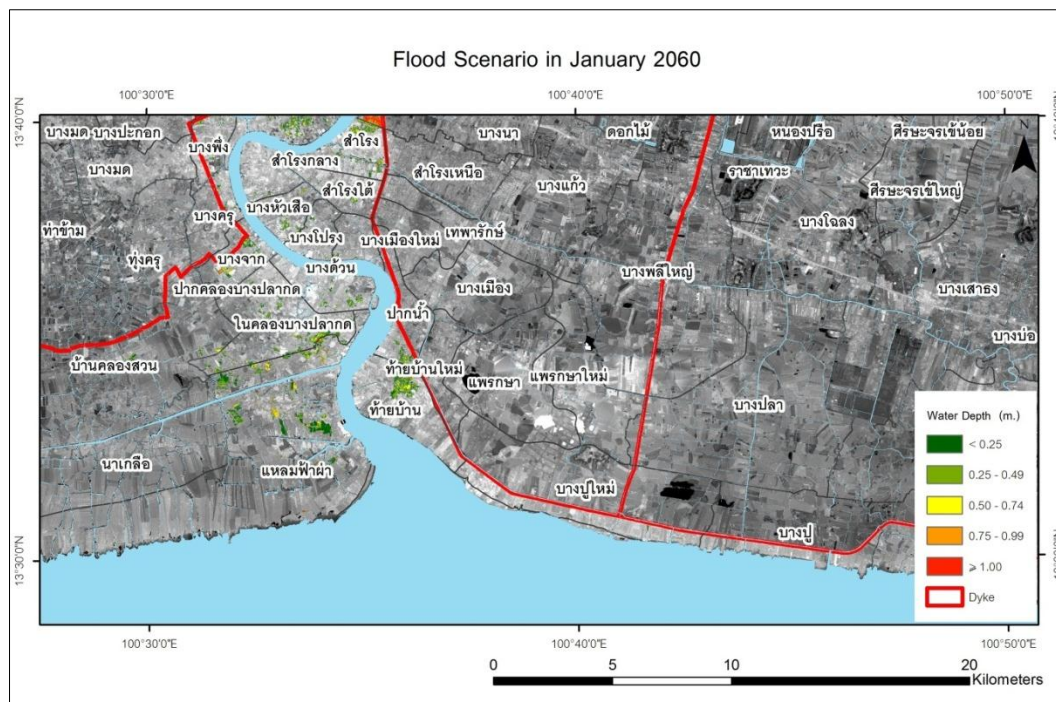 Flood Scenario in January 2060
100°30'0"E
100°40'0"E
100°50'0"E
13°40'0"N
บางมด บางปะกอก
บางพึ่ง
สำโรง
บางนา
ดอกไม้
หนองปรือ
ศีรษะจรเข้น้อย
N
บางมด
สำโรงกลาง
สำโรงเหนือ
บางแก้ว
ราชาเทวะ
ศีรษะจรเข้ใหญ่
สำโรงใต้
บางหัวเสือ
ท่าข้าม
บางครุ
บางโปรง
บางเมืองใหม่
เทพารักษ์
บางโฉลง
ทุ่งครุ
บางจาก
บางด้วน
บางเมือง
บางพลีใหญ่
บางเสาธง
ปากคลองบางปลากด
ในคลองบางปลากด
ปากน้ำ
บางบ่อ
บ้านคลองสวน
ท้ายบ้านใหม่
แพรกษา
แพรกษาใหม่
ท้ายบ้าน
บางปลา
นาเกลือ
แหลมฟ้าผ่า
บางปูใหม่
บางปู
Water Depth (m.)
< 0.25
0.25 - 0.49
0.50 - 0.74
0.75 - 0.99
⩾ 1.00
Dyke
13°30'0"N
100°30'0"E
100°40'0"E
100°50'0"E
0
5
10
20
Kilometers